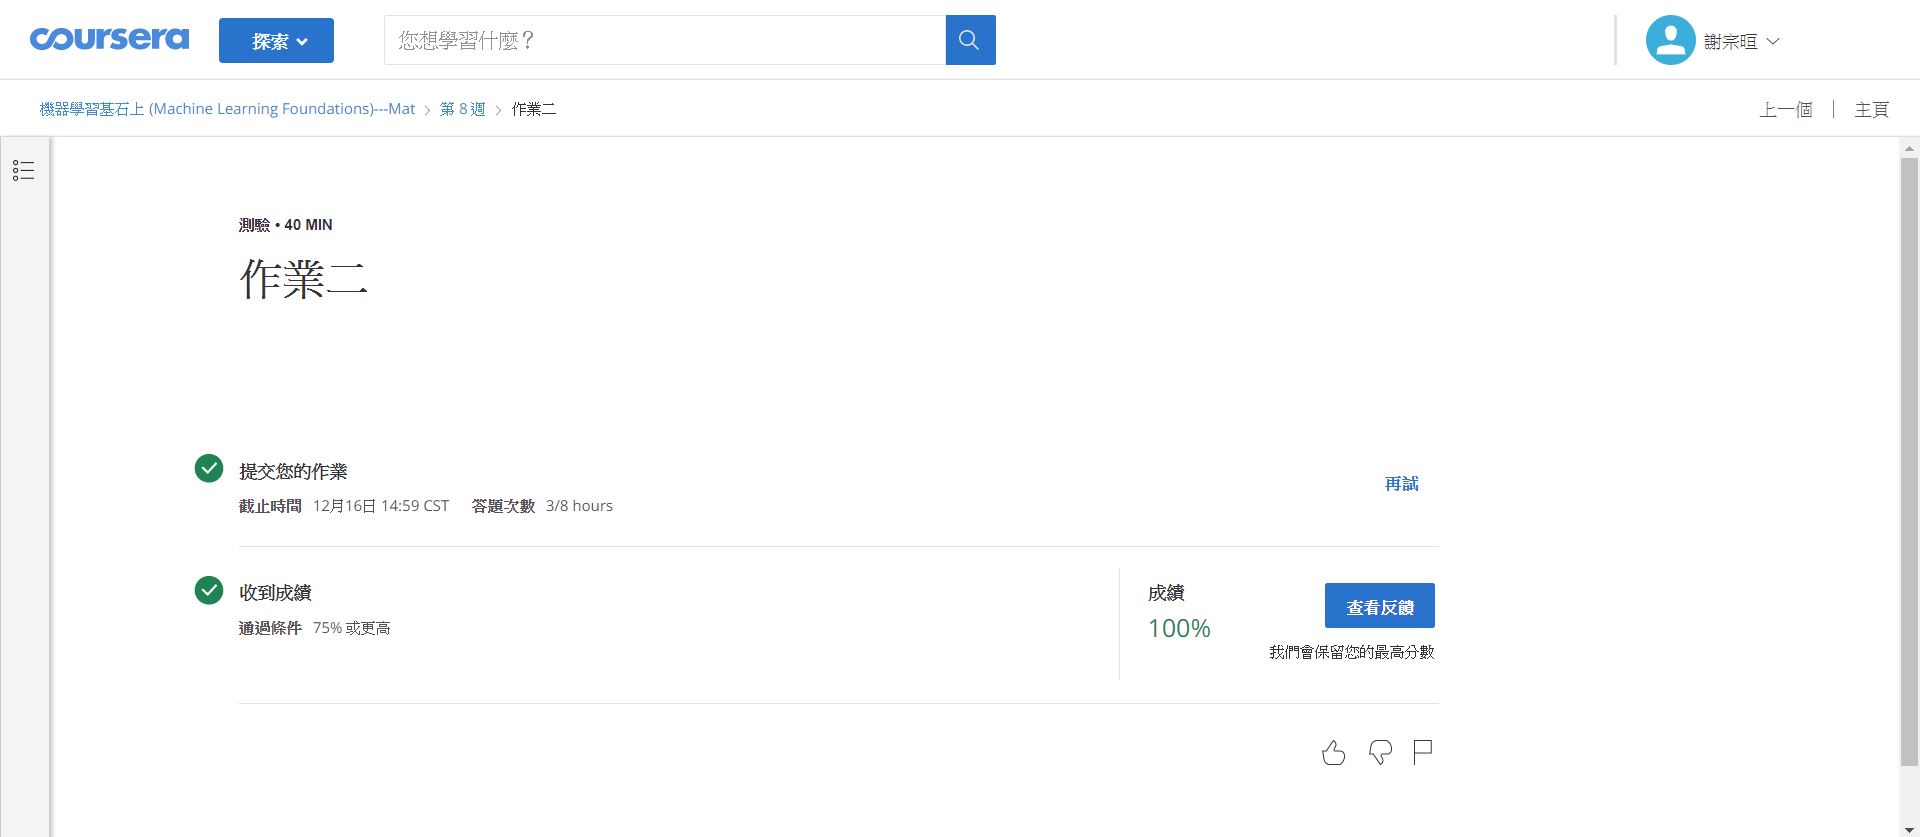 coursera 探索 您想學習什麼? 謝宗晅
機器學習基石上 (Machine Learning Foundations)---Mat > 第 8 週 > 作業二 上一個 | 主頁
測驗 • 40 MIN
作業二
提交您的作業
再試
截止時間 12月16日 14:59 CST 答題次數 3/8 hours
收到成績
通過條件 75% 或更高
成績
100%
查看反饋
我們會保留您的最高分數